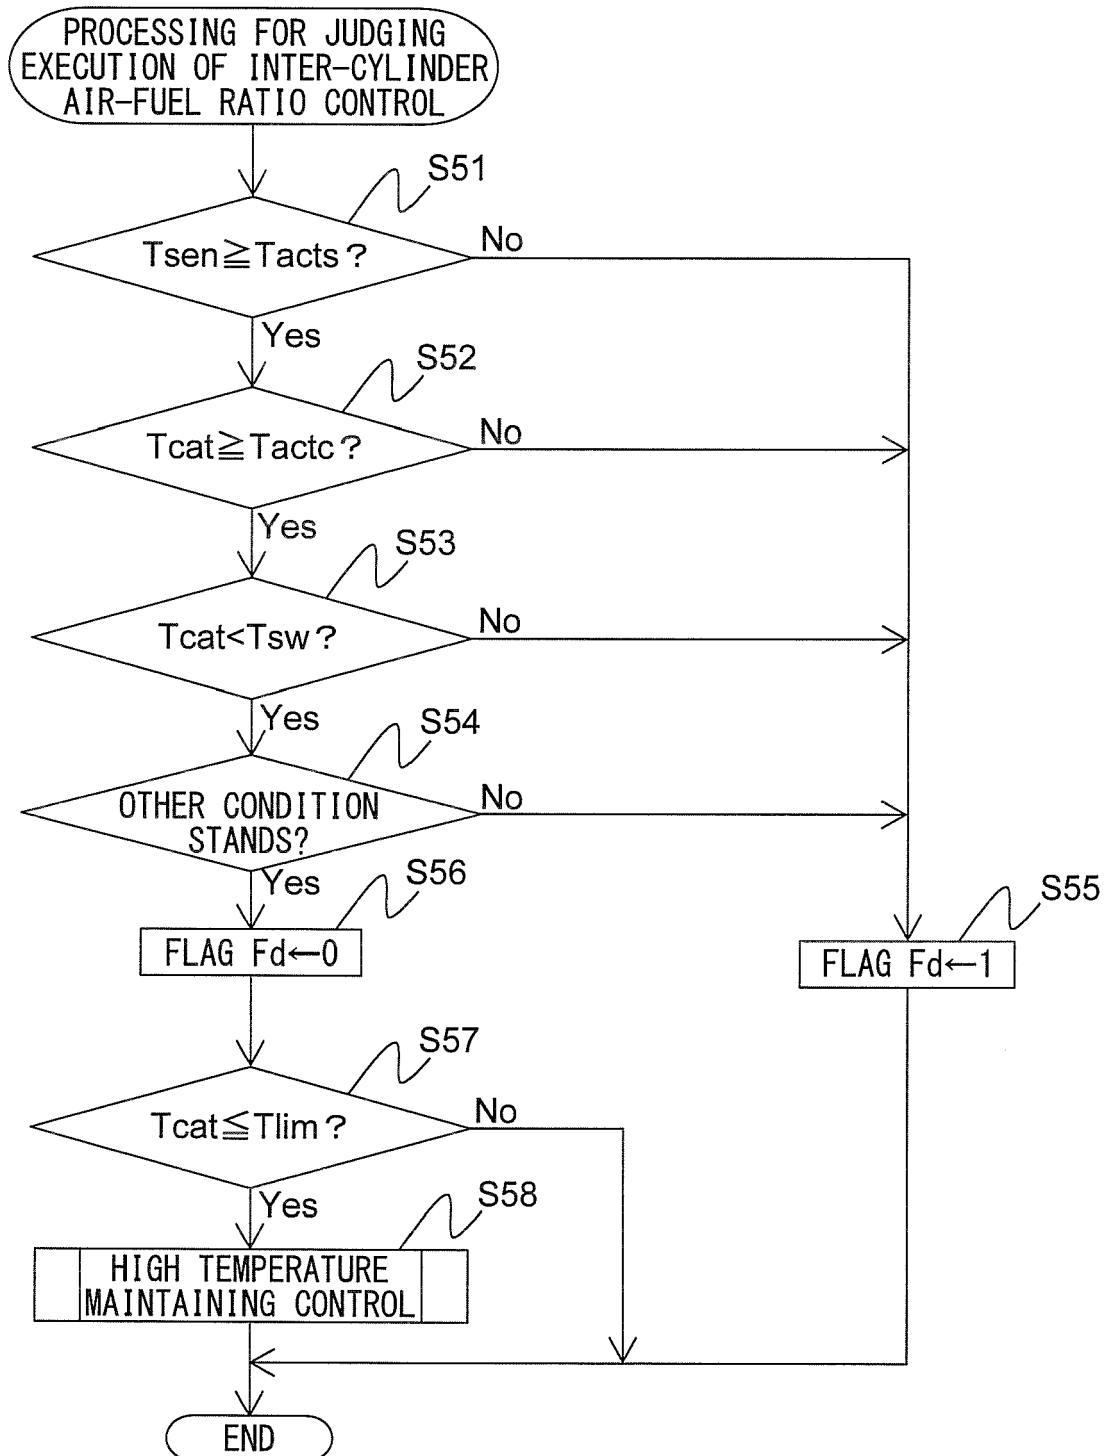 PROCESSING FOR JUDGING
EXECUTION OF INTER-CYLINDER
AIR-FUEL RATIO CONTROL
S51
Tsen≧Tacts?
No
Yes
S52
Tcat≧Tactc?
No
Yes
S53
Tcat<Tsw?
No
Yes
S54
OTHER CONDITION
STANDS?
No
Yes
S56
FLAG Fd←0
S55
FLAG Fd←1
S57
Tcat≦Tlim?
No
Yes
S58
HIGH TEMPERATURE
MAINTAINING CONTROL
END